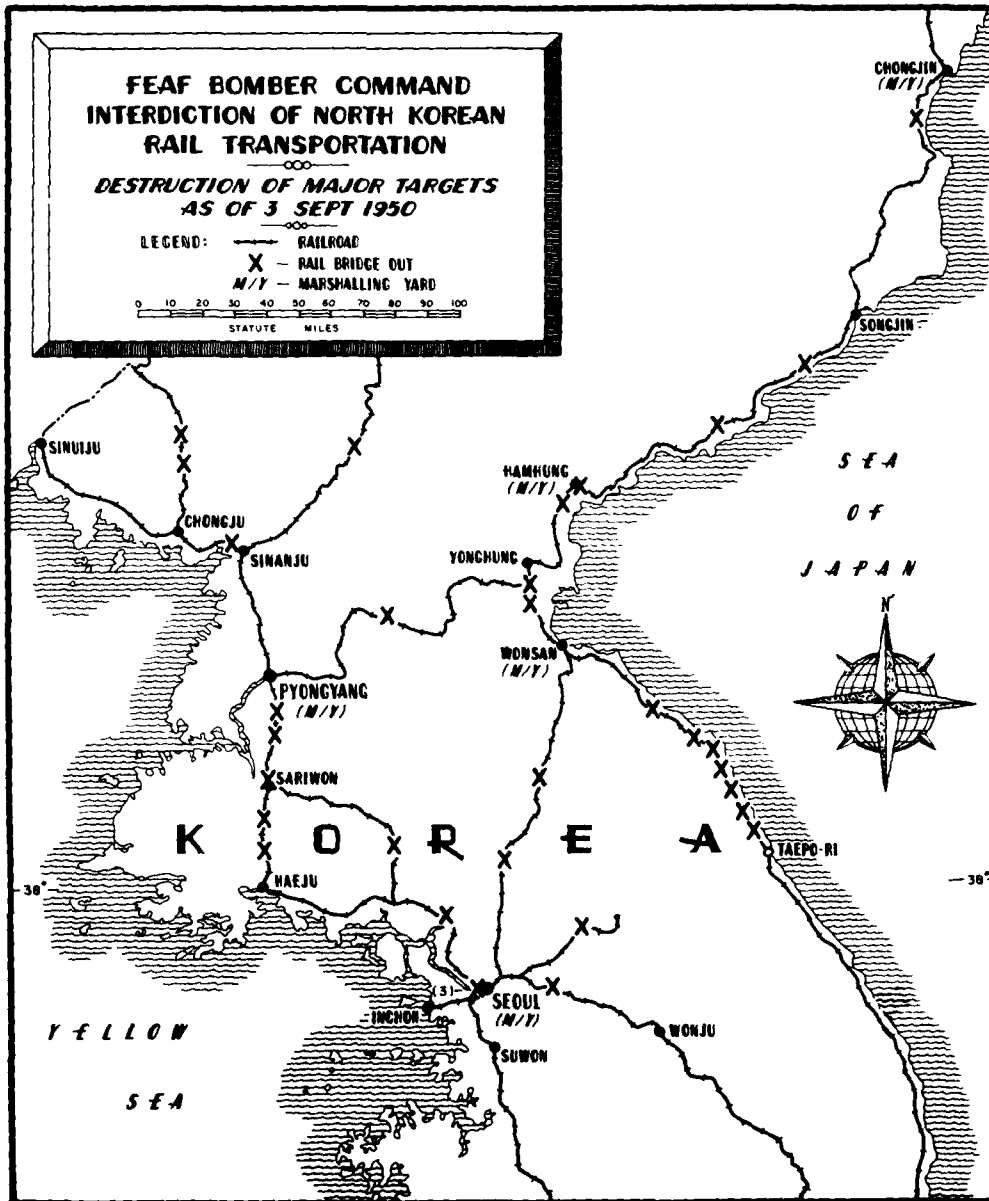 FEAF BOMBER COMMAND
INTERDICTION OF NORTH KOREAN
RAIL TRANSPORTATION
DESTRUCTION OF MAJOR TARGETS
AS OF 3 SEPT 1950
LEGEND: RAILROAD
X – RAIL BRIDGE OUT
M/Y – MARSHALLING YARD
0 10 20 30 40 50 60 70 80 90 100
STATUTE MILES
CHONGJIN
(M/Y)
SONGJIN
SINUIJU
HAMHUNG
(M/Y)
SEA
OF
JAPAN
CHONGJU
SINANJU
YONGHUNG
N
WONSAN
(M/Y)
PYONGYANG
(M/Y)
SARIWON
KOREA
TAEPO-RI
38°
HAEJU
38°
(3)
SEOUL
(M/Y)
INCHON
WONJU
SUWON
YELLOW
SEA